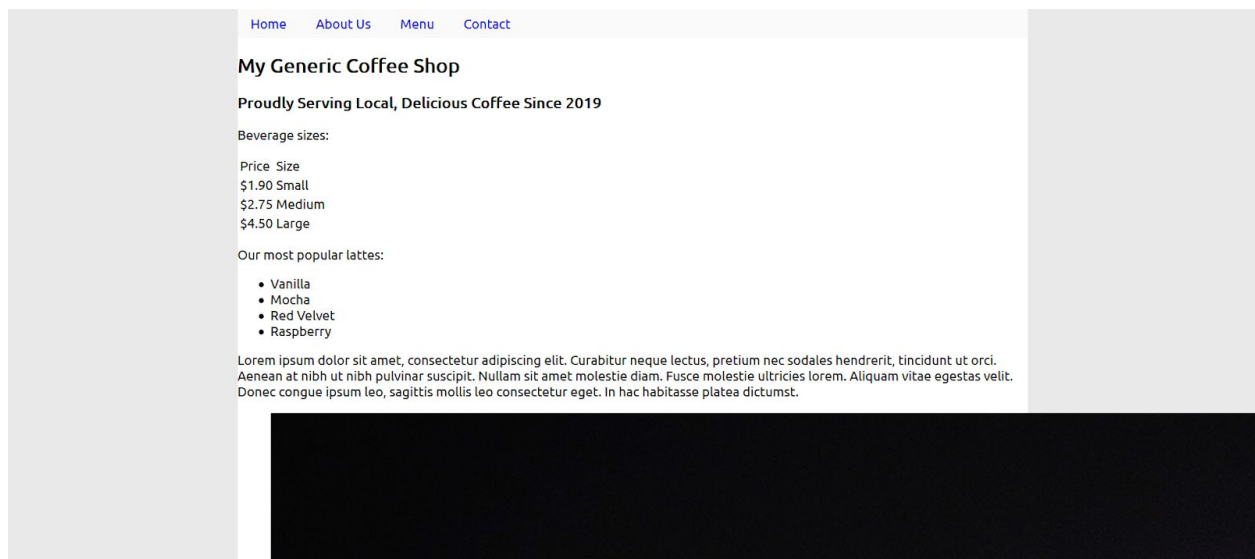 Home About Us Menu Contact
My Generic Coffee Shop
Proudly Serving Local, Delicious Coffee Since 2019
Beverage sizes:
Price Size
$1.90 Small
$2.75 Medium
$4.50 Large
Our most popular lattes:
Vanilla
Mocha
Red Velvet
Raspberry
Lorem ipsum dolor sit amet, consectetur adipiscing elit. Curabitur neque lectus, pretium nec sodales hendrerit, tincidunt ut orci.
Aenean at nibh ut nibh pulvinar suscipit. Nullam sit amet molestie diam. Fusce molestie ultricies lorem. Aliquam vitae egestas velit.
Donec congue ipsum leo, sagittis mollis leo consectetur eget. In hac habitasse platea dictumst.